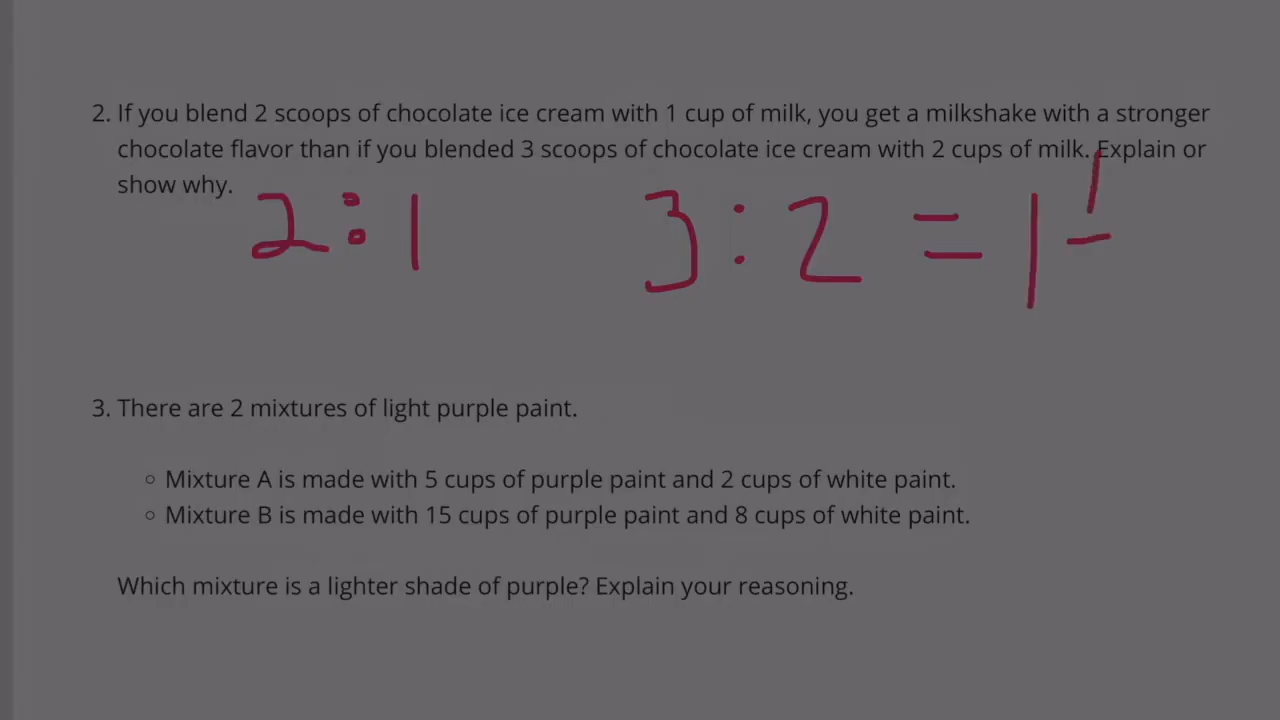 2. If you blend 2 scoops of chocolate ice cream with 1 cup of milk, you get a milkshake with a stronger
chocolate flavor than if you blended 3 scoops of chocolate ice cream with 2 cups of milk. Explain or
show why.
2 : 1 3 : 2 = 1 1
3. There are 2 mixtures of light purple paint.
◦ Mixture A is made with 5 cups of purple paint and 2 cups of white paint.
◦ Mixture B is made with 15 cups of purple paint and 8 cups of white paint.
Which mixture is a lighter shade of purple? Explain your reasoning.